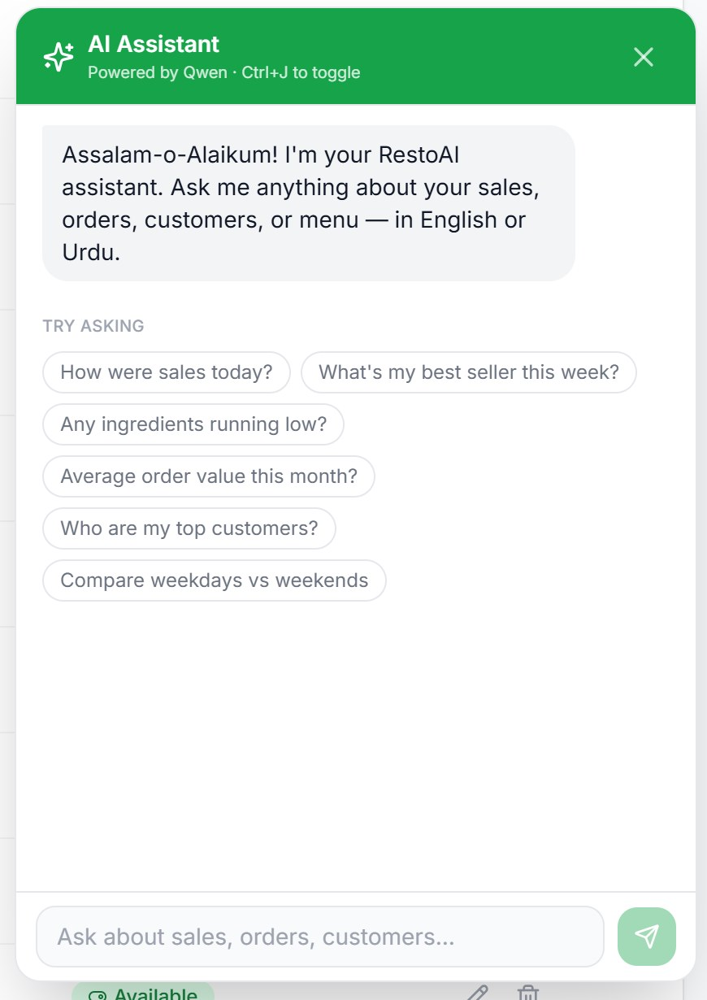 AI Assistant
Powered by Qwen · Ctrl+J to toggle
Assalam-o-Alaikum! I'm your RestoAI
assistant. Ask me anything about your sales,
orders, customers, or menu — in English or
Urdu.
TRY ASKING
How were sales today?
What's my best seller this week?
Any ingredients running low?
Average order value this month?
Who are my top customers?
Compare weekdays vs weekends
Ask about sales, orders, customers...
Available